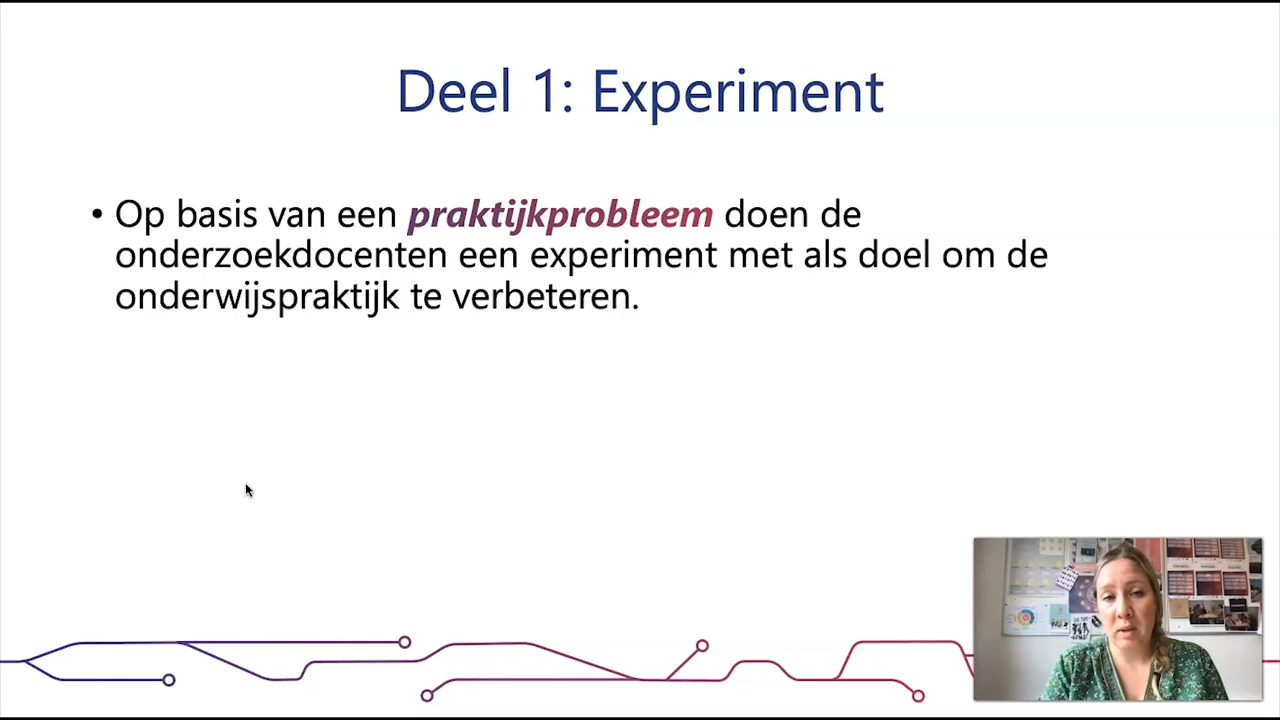 Deel 1: Experiment
• Op basis van een praktijkprobleem doen de
onderzoekdocenten een experiment met als doel om de
onderwijspraktijk te verbeteren.